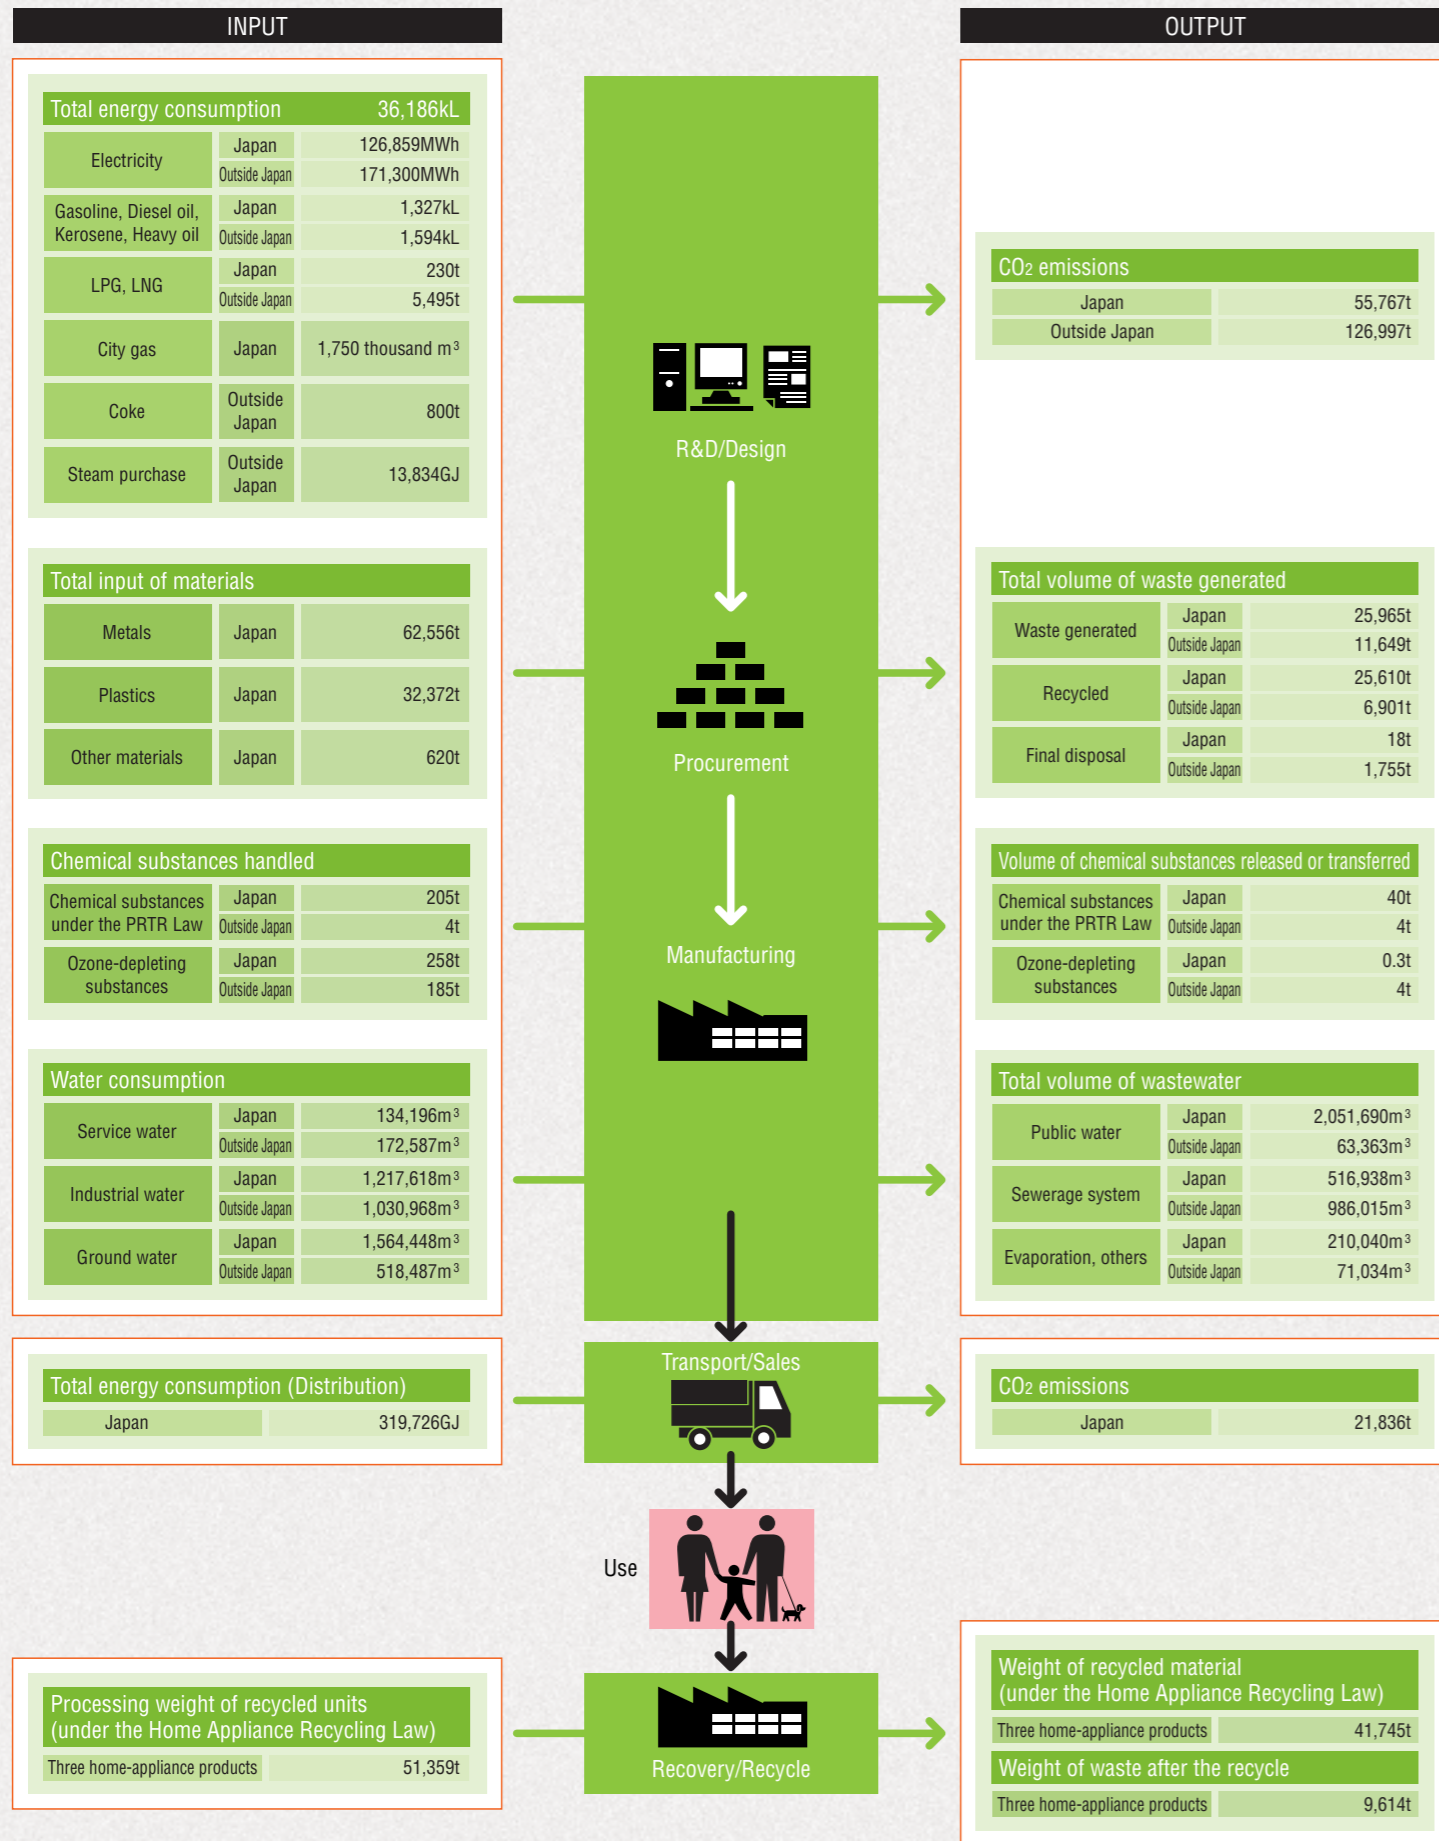 INPUT
Total energy consumption 36,186kL
Electricity
Japan 126,859MWh
Outside Japan 171,300MWh
Gasoline, Diesel oil,
Kerosene, Heavy oil
Japan 1,327kL
Outside Japan 1,594kL
LPG, LNG
Japan 230t
Outside Japan 5,495t
City gas Japan 1,750 thousand m³
Coke
Outside
Japan
800t
Steam purchase
Outside
Japan
13,834GJ
Total input of materials
Metals Japan 62,556t
Plastics Japan 32,372t
Other materials Japan 620t
Chemical substances handled
Chemical substances
under the PRTR Law
Japan 205t
Outside Japan 4t
Ozone-depleting
substances
Japan 258t
Outside Japan 185t
Water consumption
Service water
Japan 134,196m³
Outside Japan 172,587m³
Industrial water
Japan 1,217,618m³
Outside Japan 1,030,968m³
Ground water
Japan 1,564,448m³
Outside Japan 518,487m³
Total energy consumption (Distribution)
Japan 319,726GJ
Processing weight of recycled units
(under the Home Appliance Recycling Law)
Three home-appliance products 51,359t
R&D/Design
Procurement
Manufacturing
Transport/Sales
Use
Recovery/Recycle
OUTPUT
CO₂ emissions
Japan 55,767t
Outside Japan 126,997t
Total volume of waste generated
Waste generated
Japan 25,965t
Outside Japan 11,649t
Recycled
Japan 25,610t
Outside Japan 6,901t
Final disposal
Japan 18t
Outside Japan 1,755t
Volume of chemical substances released or transferred
Chemical substances
under the PRTR Law
Japan 40t
Outside Japan 4t
Ozone-depleting
substances
Japan 0.3t
Outside Japan 4t
Total volume of wastewater
Public water
Japan 2,051,690m³
Outside Japan 63,363m³
Sewerage system
Japan 516,938m³
Outside Japan 986,015m³
Evaporation, others
Japan 210,040m³
Outside Japan 71,034m³
CO₂ emissions
Japan 21,836t
Weight of recycled material
(under the Home Appliance Recycling Law)
Three home-appliance products 41,745t
Weight of waste after the recycle
Three home-appliance products 9,614t